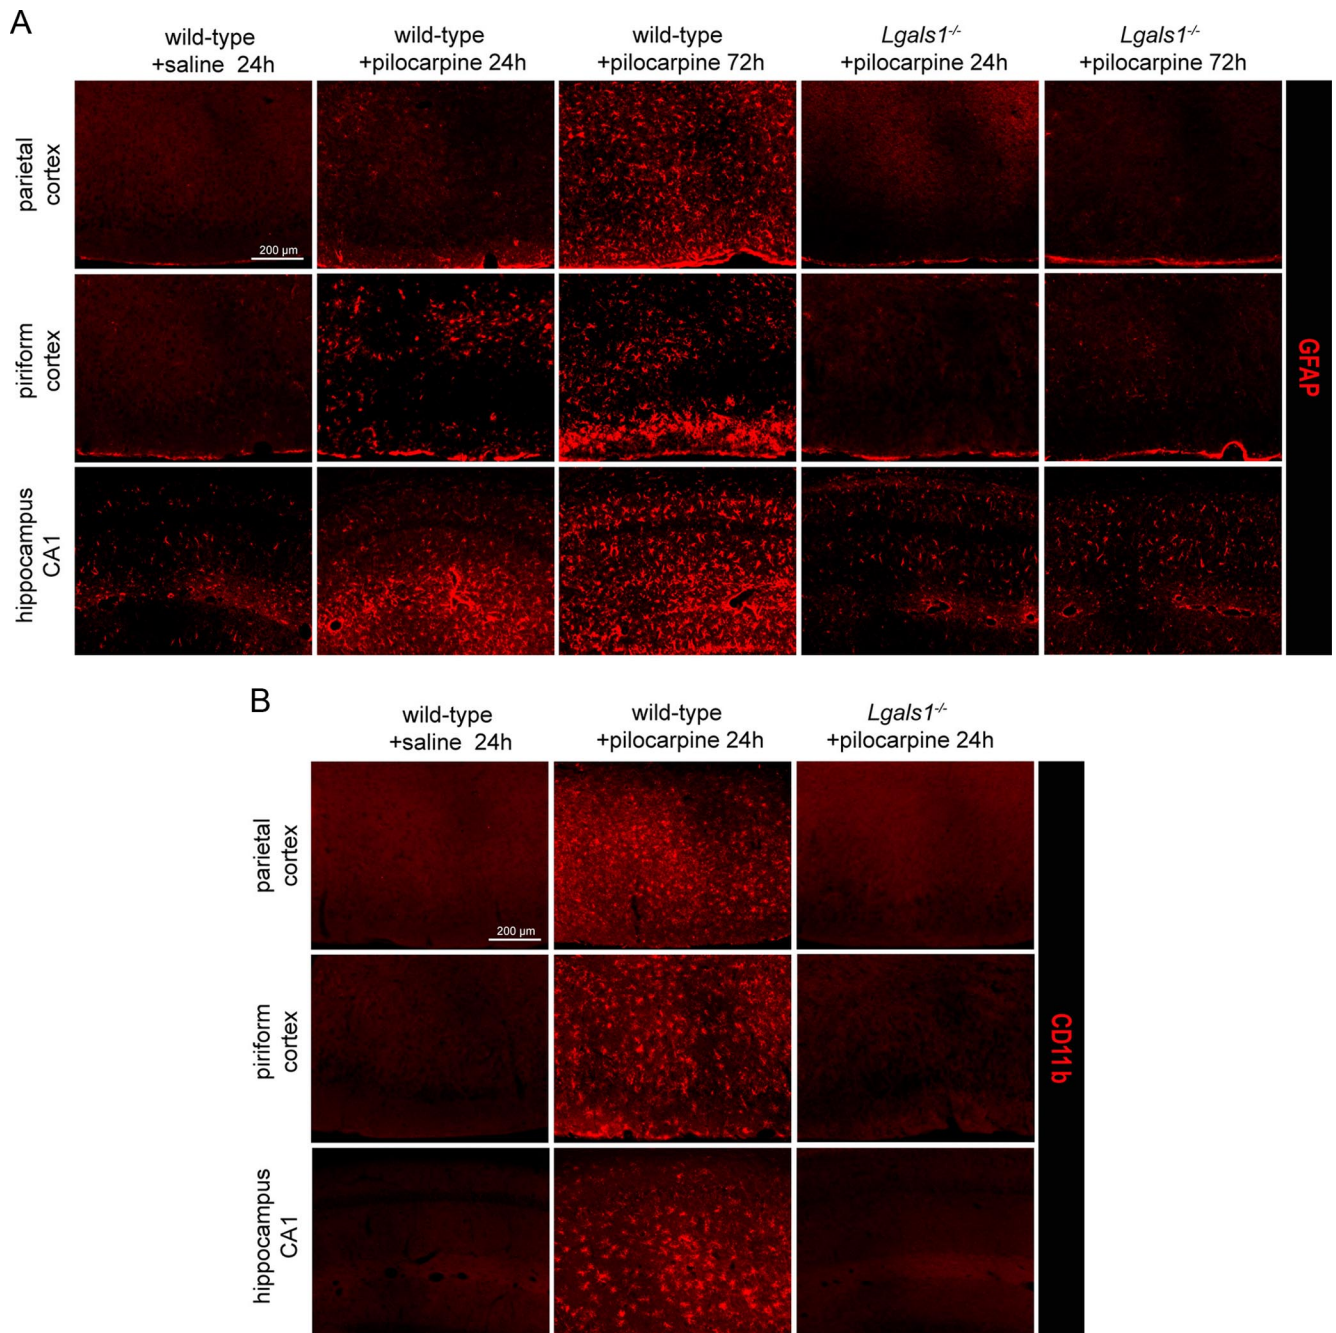 A
wild-type
+saline 24h
wild-type
+pilocarpine 24h
wild-type
+pilocarpine 72h
Lgals1-/-
+pilocarpine 24h
Lgals1-/-
+pilocarpine 72h
parietal
cortex
200 µm
piriform
cortex
hippocampus
CA1
GFAP
B
wild-type
+saline 24h
wild-type
+pilocarpine 24h
Lgals1-/-
+pilocarpine 24h
parietal
cortex
200 µm
piriform
cortex
hippocampus
CA1
CD11b